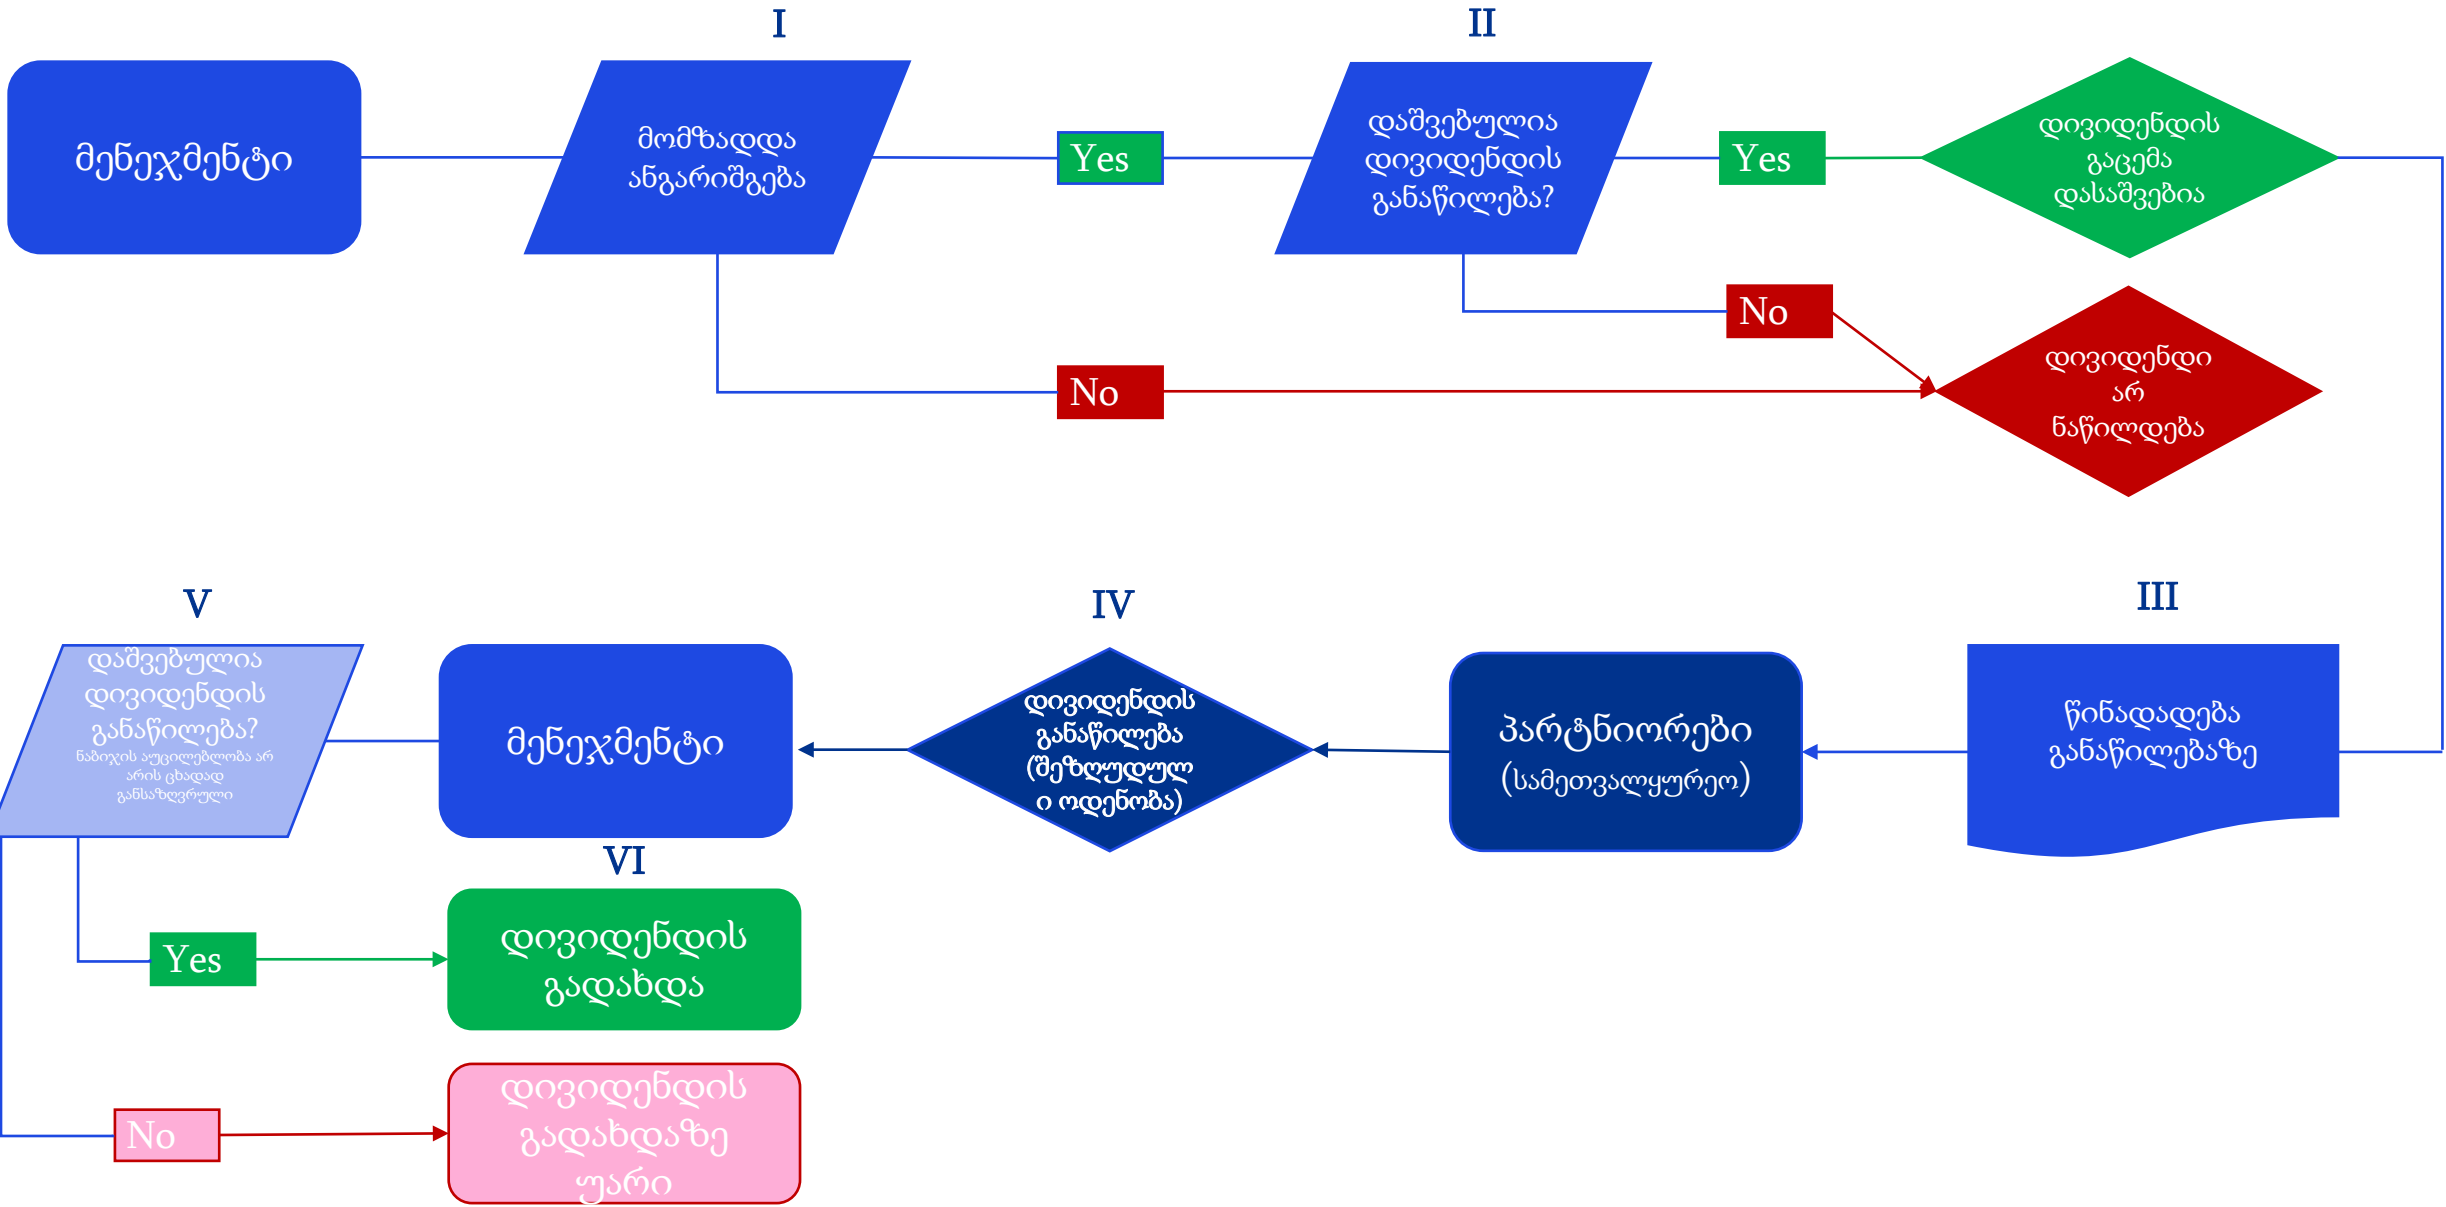 I
II
მენეჯმენტი
მომზადდა
ანგარიშგება
Yes
დაშვებულია
დივიდენდის
განაწილება?
Yes
დივიდენდის
გაცემა
დასაშვებია
No
No
დივიდენდი
არ
ნაწილდება
V
IV
III
დაშვებულია
დივიდენდის
განაწილება?
ნაბიჯის აუცილებლობა არ
არის ცხადად
განსაზღვრული
მენეჯმენტი
დივიდენდის
განაწილება
(შეზღუდულ
ი ოდენობა)
პარტნიორები
(სამეთვალყურეო)
წინადადება
განაწილებაზე
VI
Yes
დივიდენდის
გადახდა
No
დივიდენდის
გადახდაზე
უარი